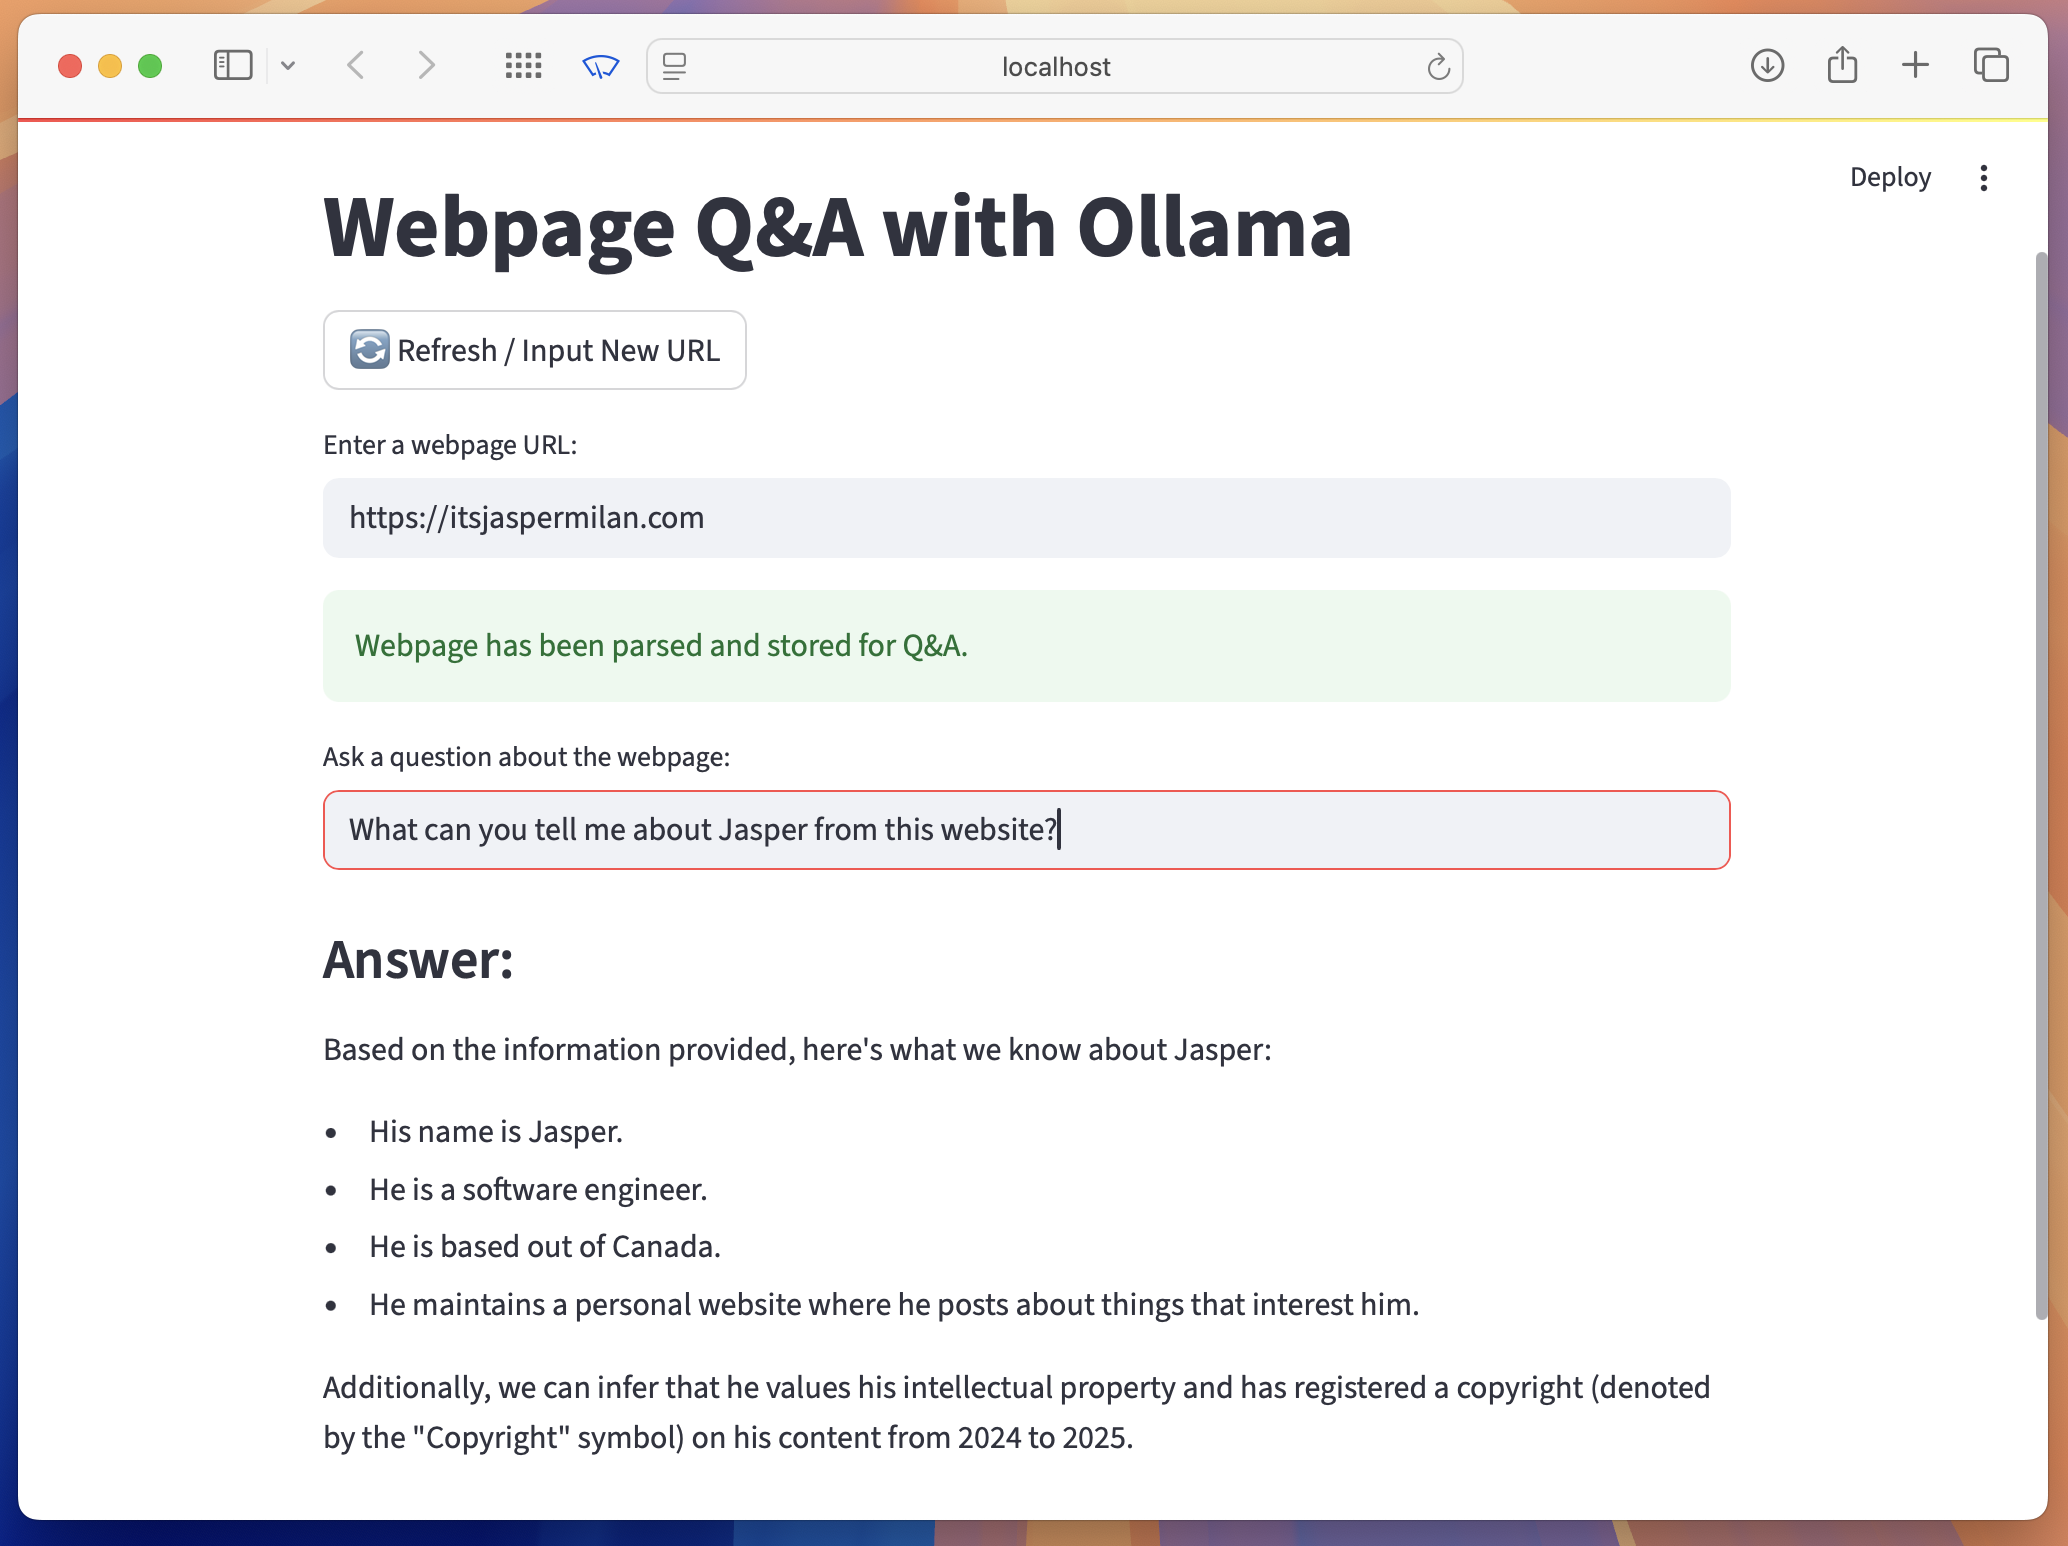 localhost
Deploy
Webpage Q&A with Ollama
Refresh / Input New URL
Enter a webpage URL:
https://itsjaspermilan.com
Webpage has been parsed and stored for Q&A.
Ask a question about the webpage:
What can you tell me about Jasper from this website?
Answer:
Based on the information provided, here's what we know about Jasper:
• His name is Jasper.
• He is a software engineer.
• He is based out of Canada.
• He maintains a personal website where he posts about things that interest him.
Additionally, we can infer that he values his intellectual property and has registered a copyright (denoted
by the "Copyright" symbol) on his content from 2024 to 2025.